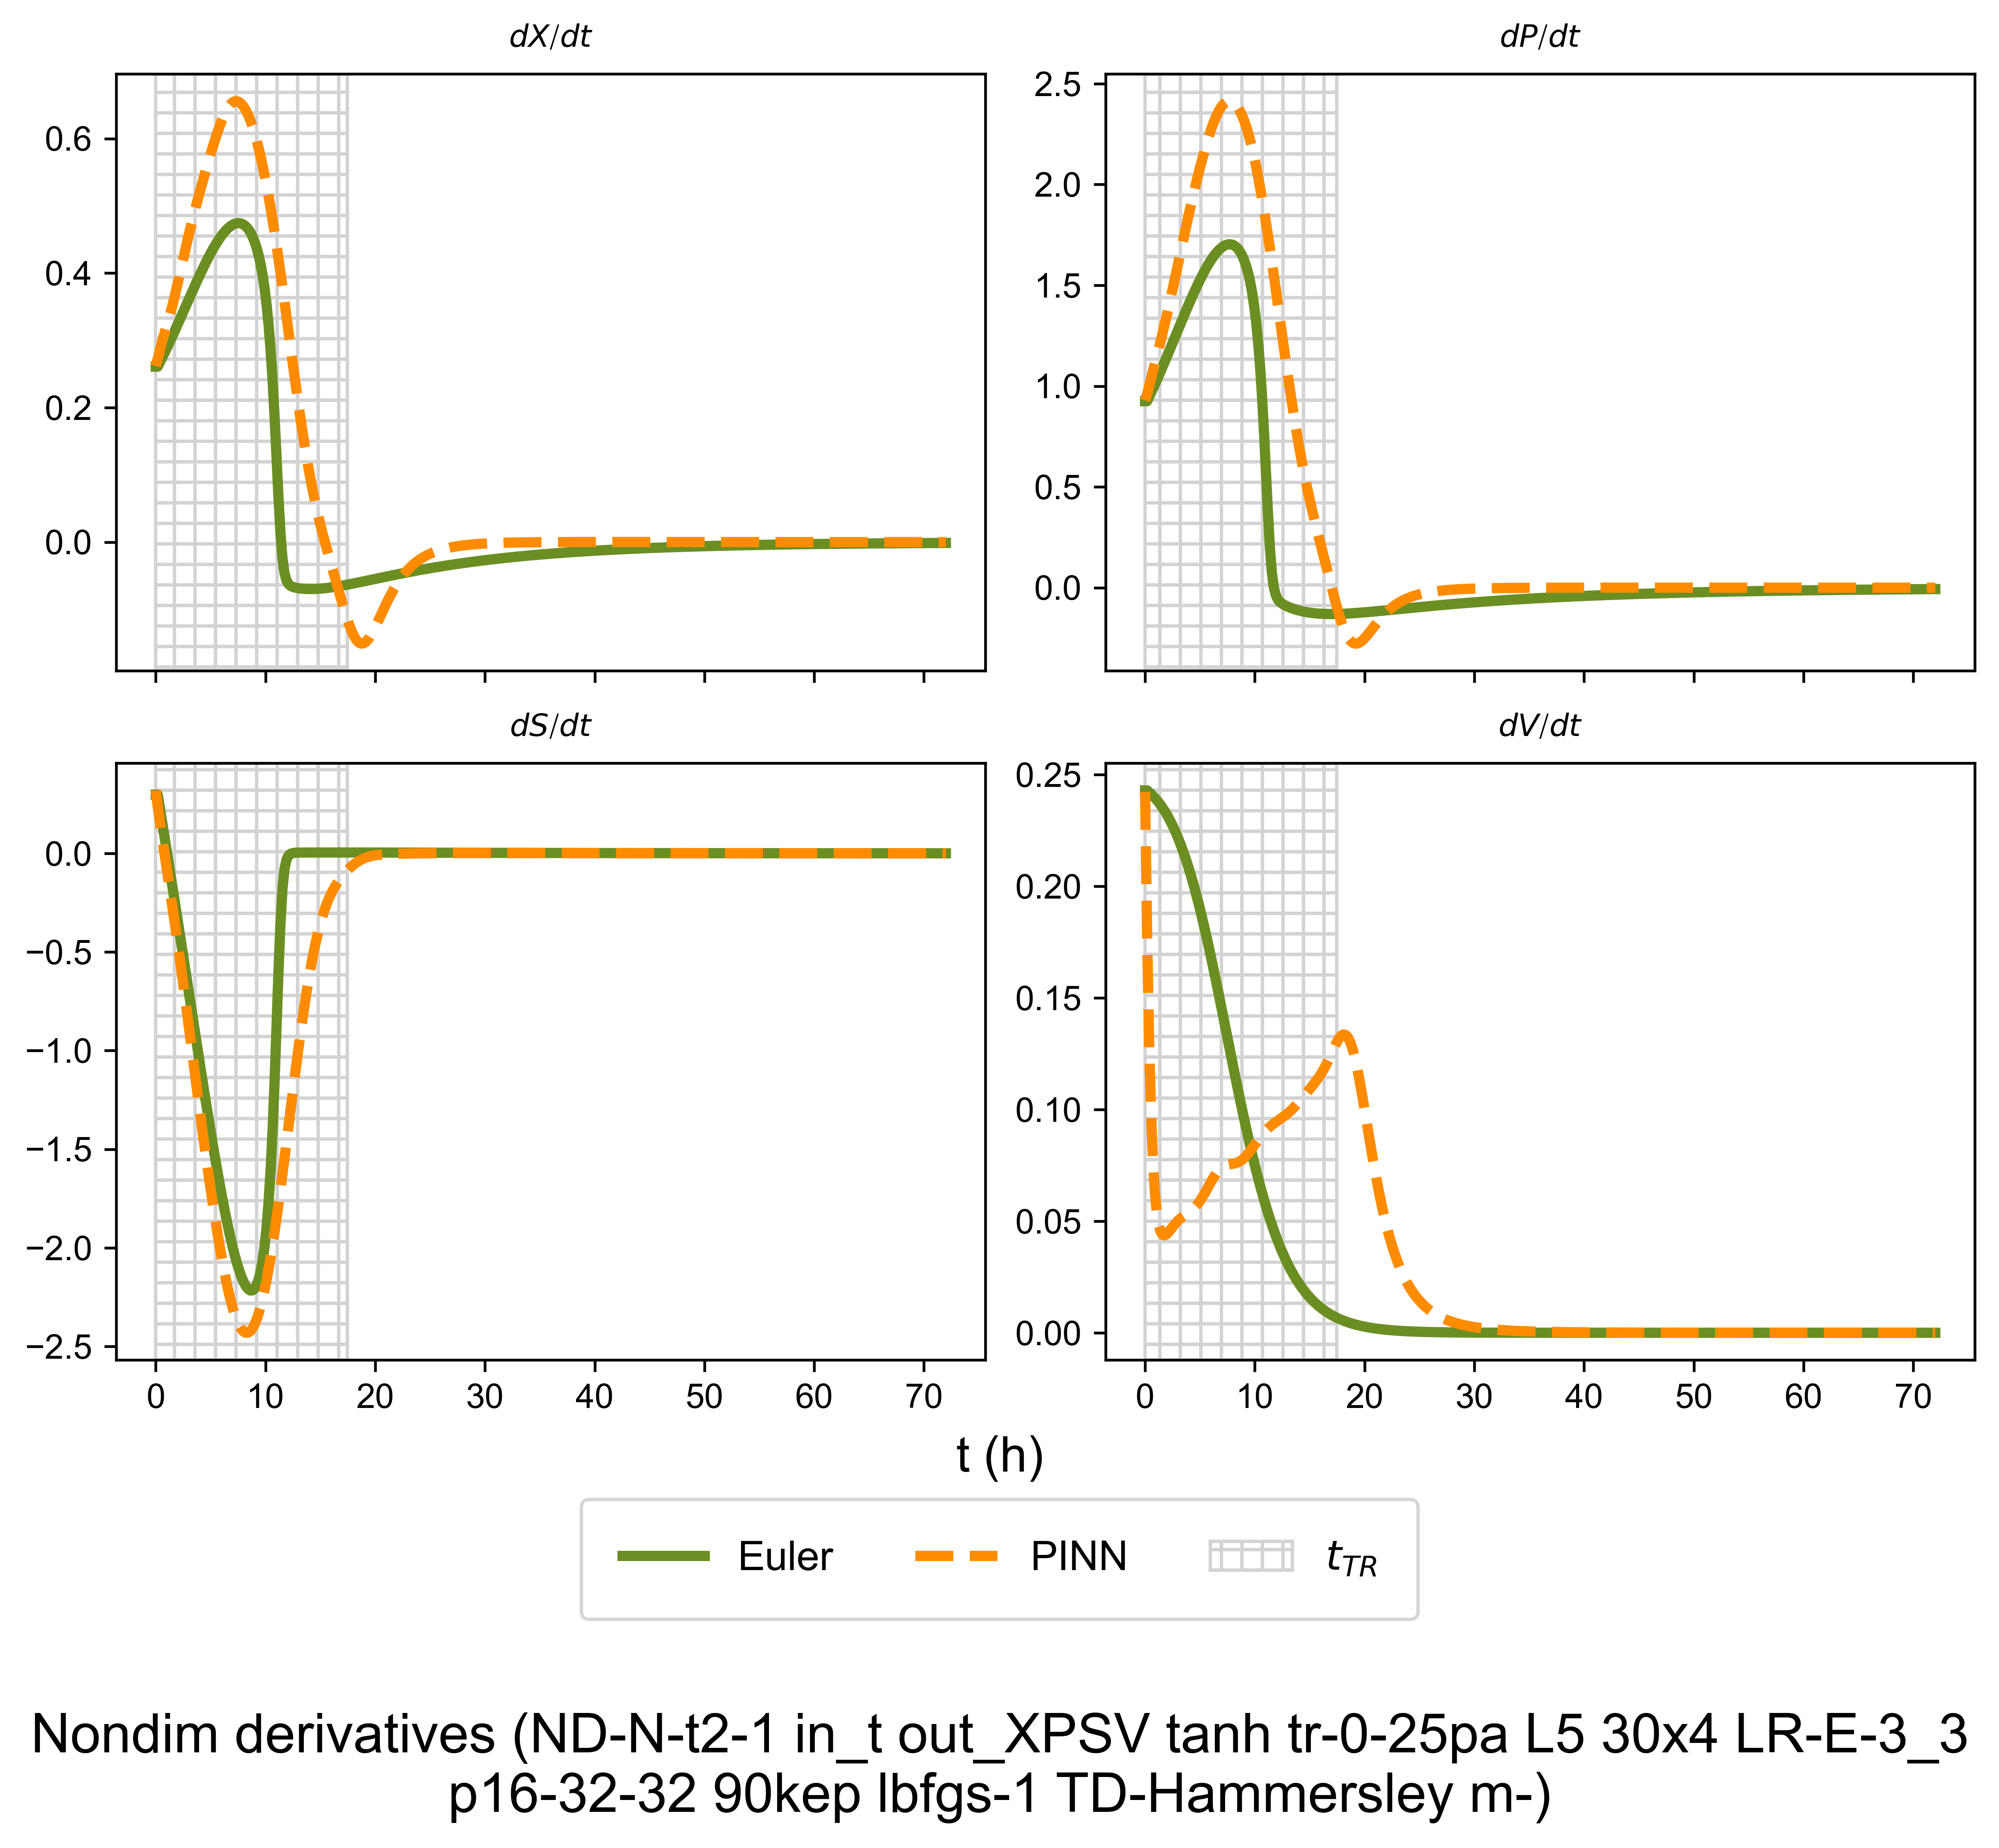 dX/dt
dP/dt
0.6
0.4
0.2
0.0
2.5
2.0
1.5
1.0
0.5
0.0
dS/dt
dV/dt
0.0
−0.5
−1.0
−1.5
−2.0
−2.5
0.25
0.20
0.15
0.10
0.05
0.00
0 10 20 30 40 50 60 70
0 10 20 30 40 50 60 70
t (h)
Euler PINN t_TR
Nondim derivatives (ND-N-t2-1 in_t out_XPSV tanh tr-0-25pa L5 30x4 LR-E-3_3
p16-32-32 90kep lbfgs-1 TD-Hammersley m-)